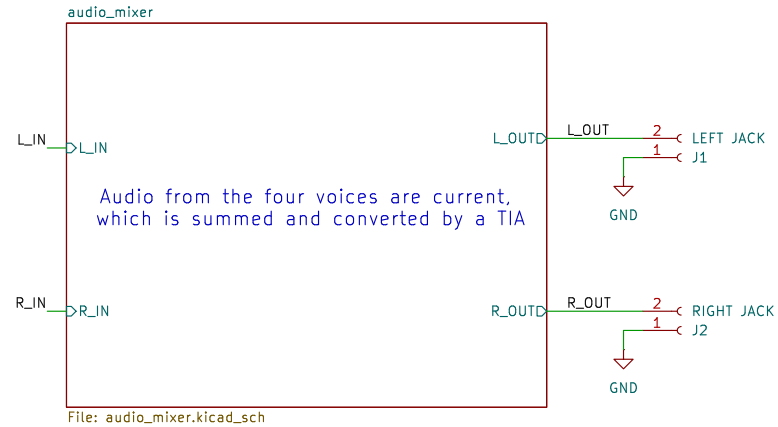 audio_mixer
L_IN
L_IN
L_OUT
L_OUT
2
LEFT JACK
1
J1
GND
Audio from the four voices are current,
which is summed and converted by a TIA
R_IN
R_IN
R_OUT
R_OUT
2
RIGHT JACK
1
J2
GND
File: audio_mixer.kicad_sch